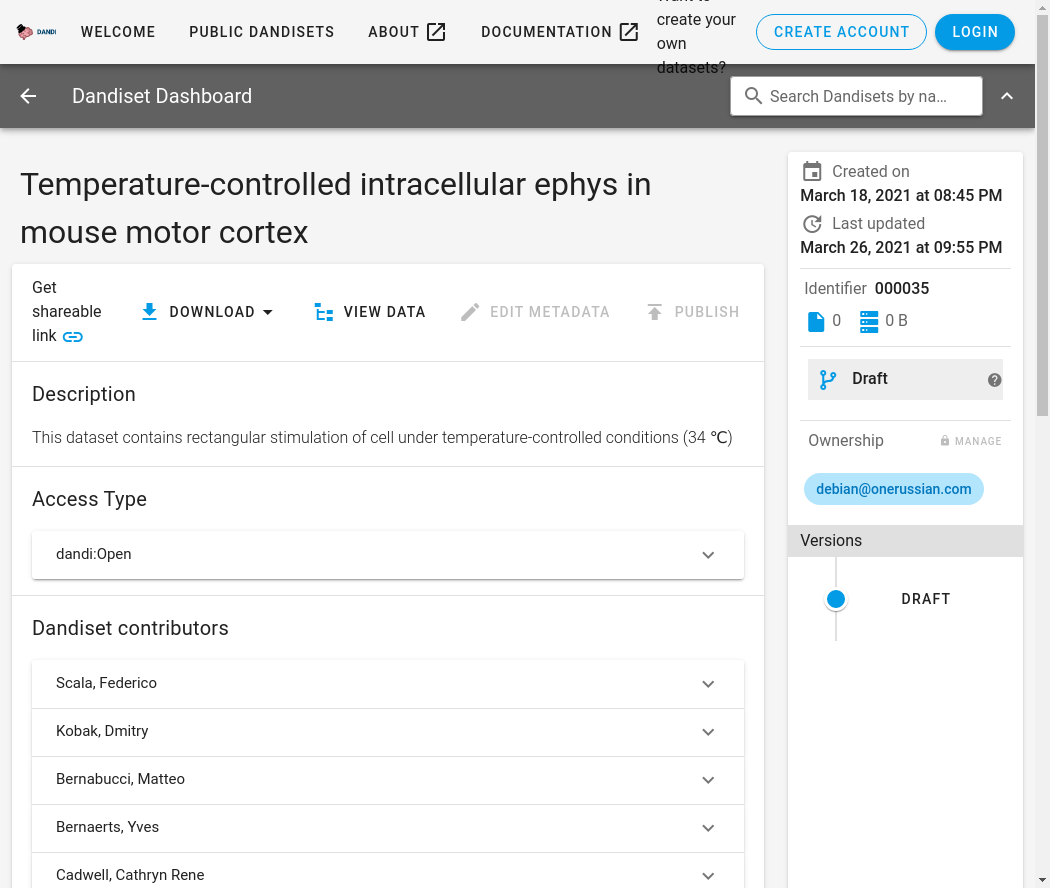 DANDI
WELCOME
PUBLIC DANDISETS
ABOUT
DOCUMENTATION
Want to
create your
own
datasets?
CREATE ACCOUNT
LOGIN
Dandiset Dashboard
Search Dandisets by na...
Temperature-controlled intracellular ephys in
mouse motor cortex
Get
shareable
link
DOWNLOAD
VIEW DATA
EDIT METADATA
PUBLISH
Description
This dataset contains rectangular stimulation of cell under temperature-controlled conditions (34 ℃)
Access Type
dandi:Open
Dandiset contributors
Scala, Federico
Kobak, Dmitry
Bernabucci, Matteo
Bernaerts, Yves
Cadwell, Cathryn Rene
Created on
March 18, 2021 at 08:45 PM
Last updated
March 26, 2021 at 09:55 PM
Identifier 000035
0
0 B
Draft
Ownership
MANAGE
debian@onerussian.com
Versions
DRAFT